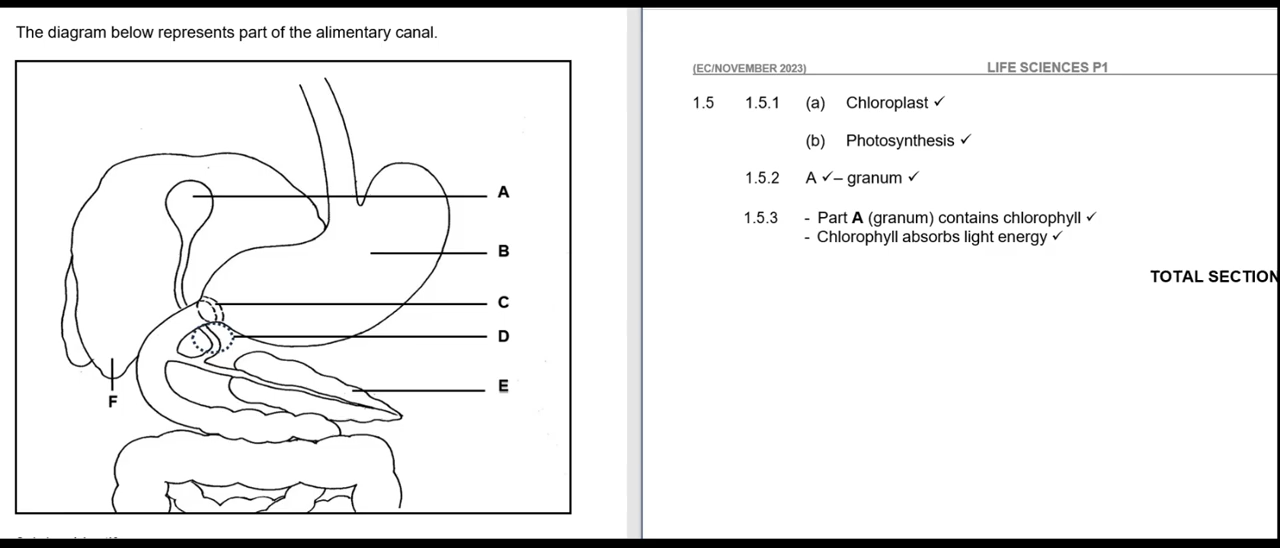 The diagram below represents part of the alimentary canal.
A
B
C
D
E
F
(EC/NOVEMBER 2023) LIFE SCIENCES P1
1.5 1.5.1 (a) Chloroplast ✓
(b) Photosynthesis ✓
1.5.2 A ✓– granum ✓
1.5.3 - Part A (granum) contains chlorophyll ✓
- Chlorophyll absorbs light energy ✓
TOTAL SECTION